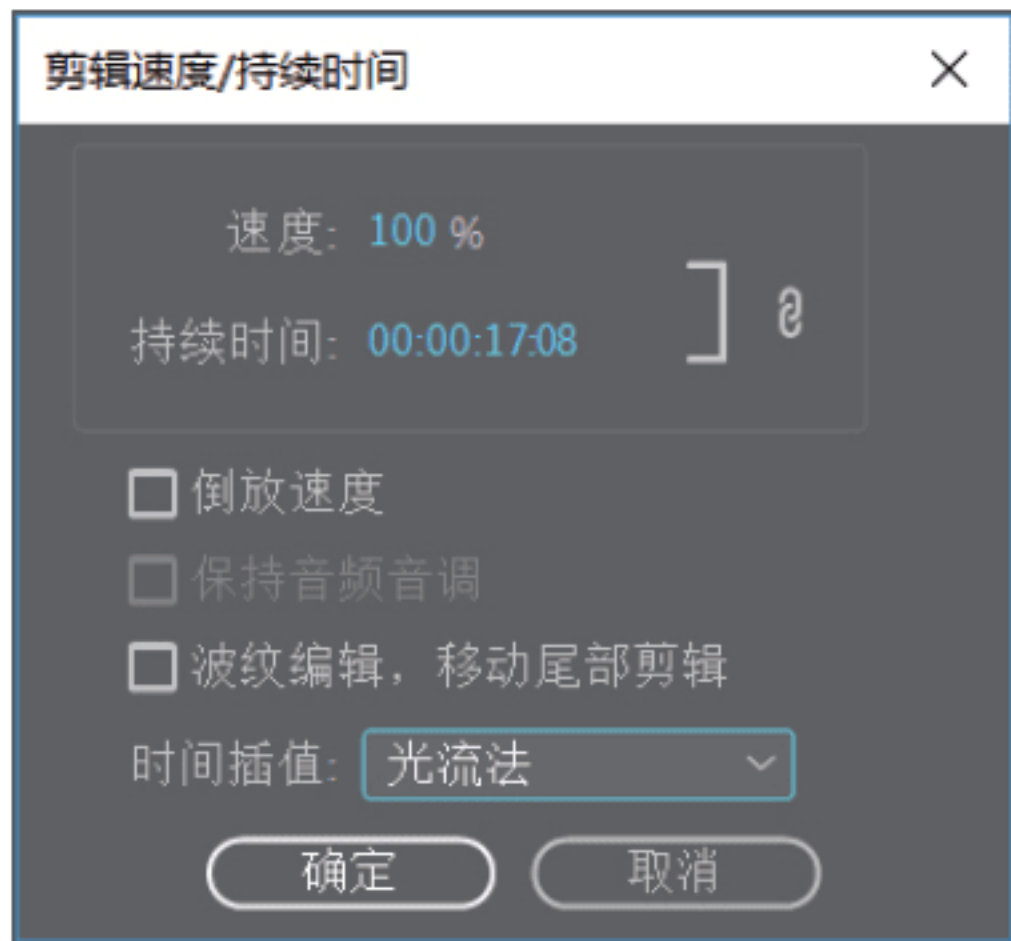 剪辑速度/持续时间
速度: 100 %
持续时间: 00:00:17:08
倒放速度
保持音频音调
波纹编辑，移动尾部剪辑
时间插值: 光流法
确定 取消